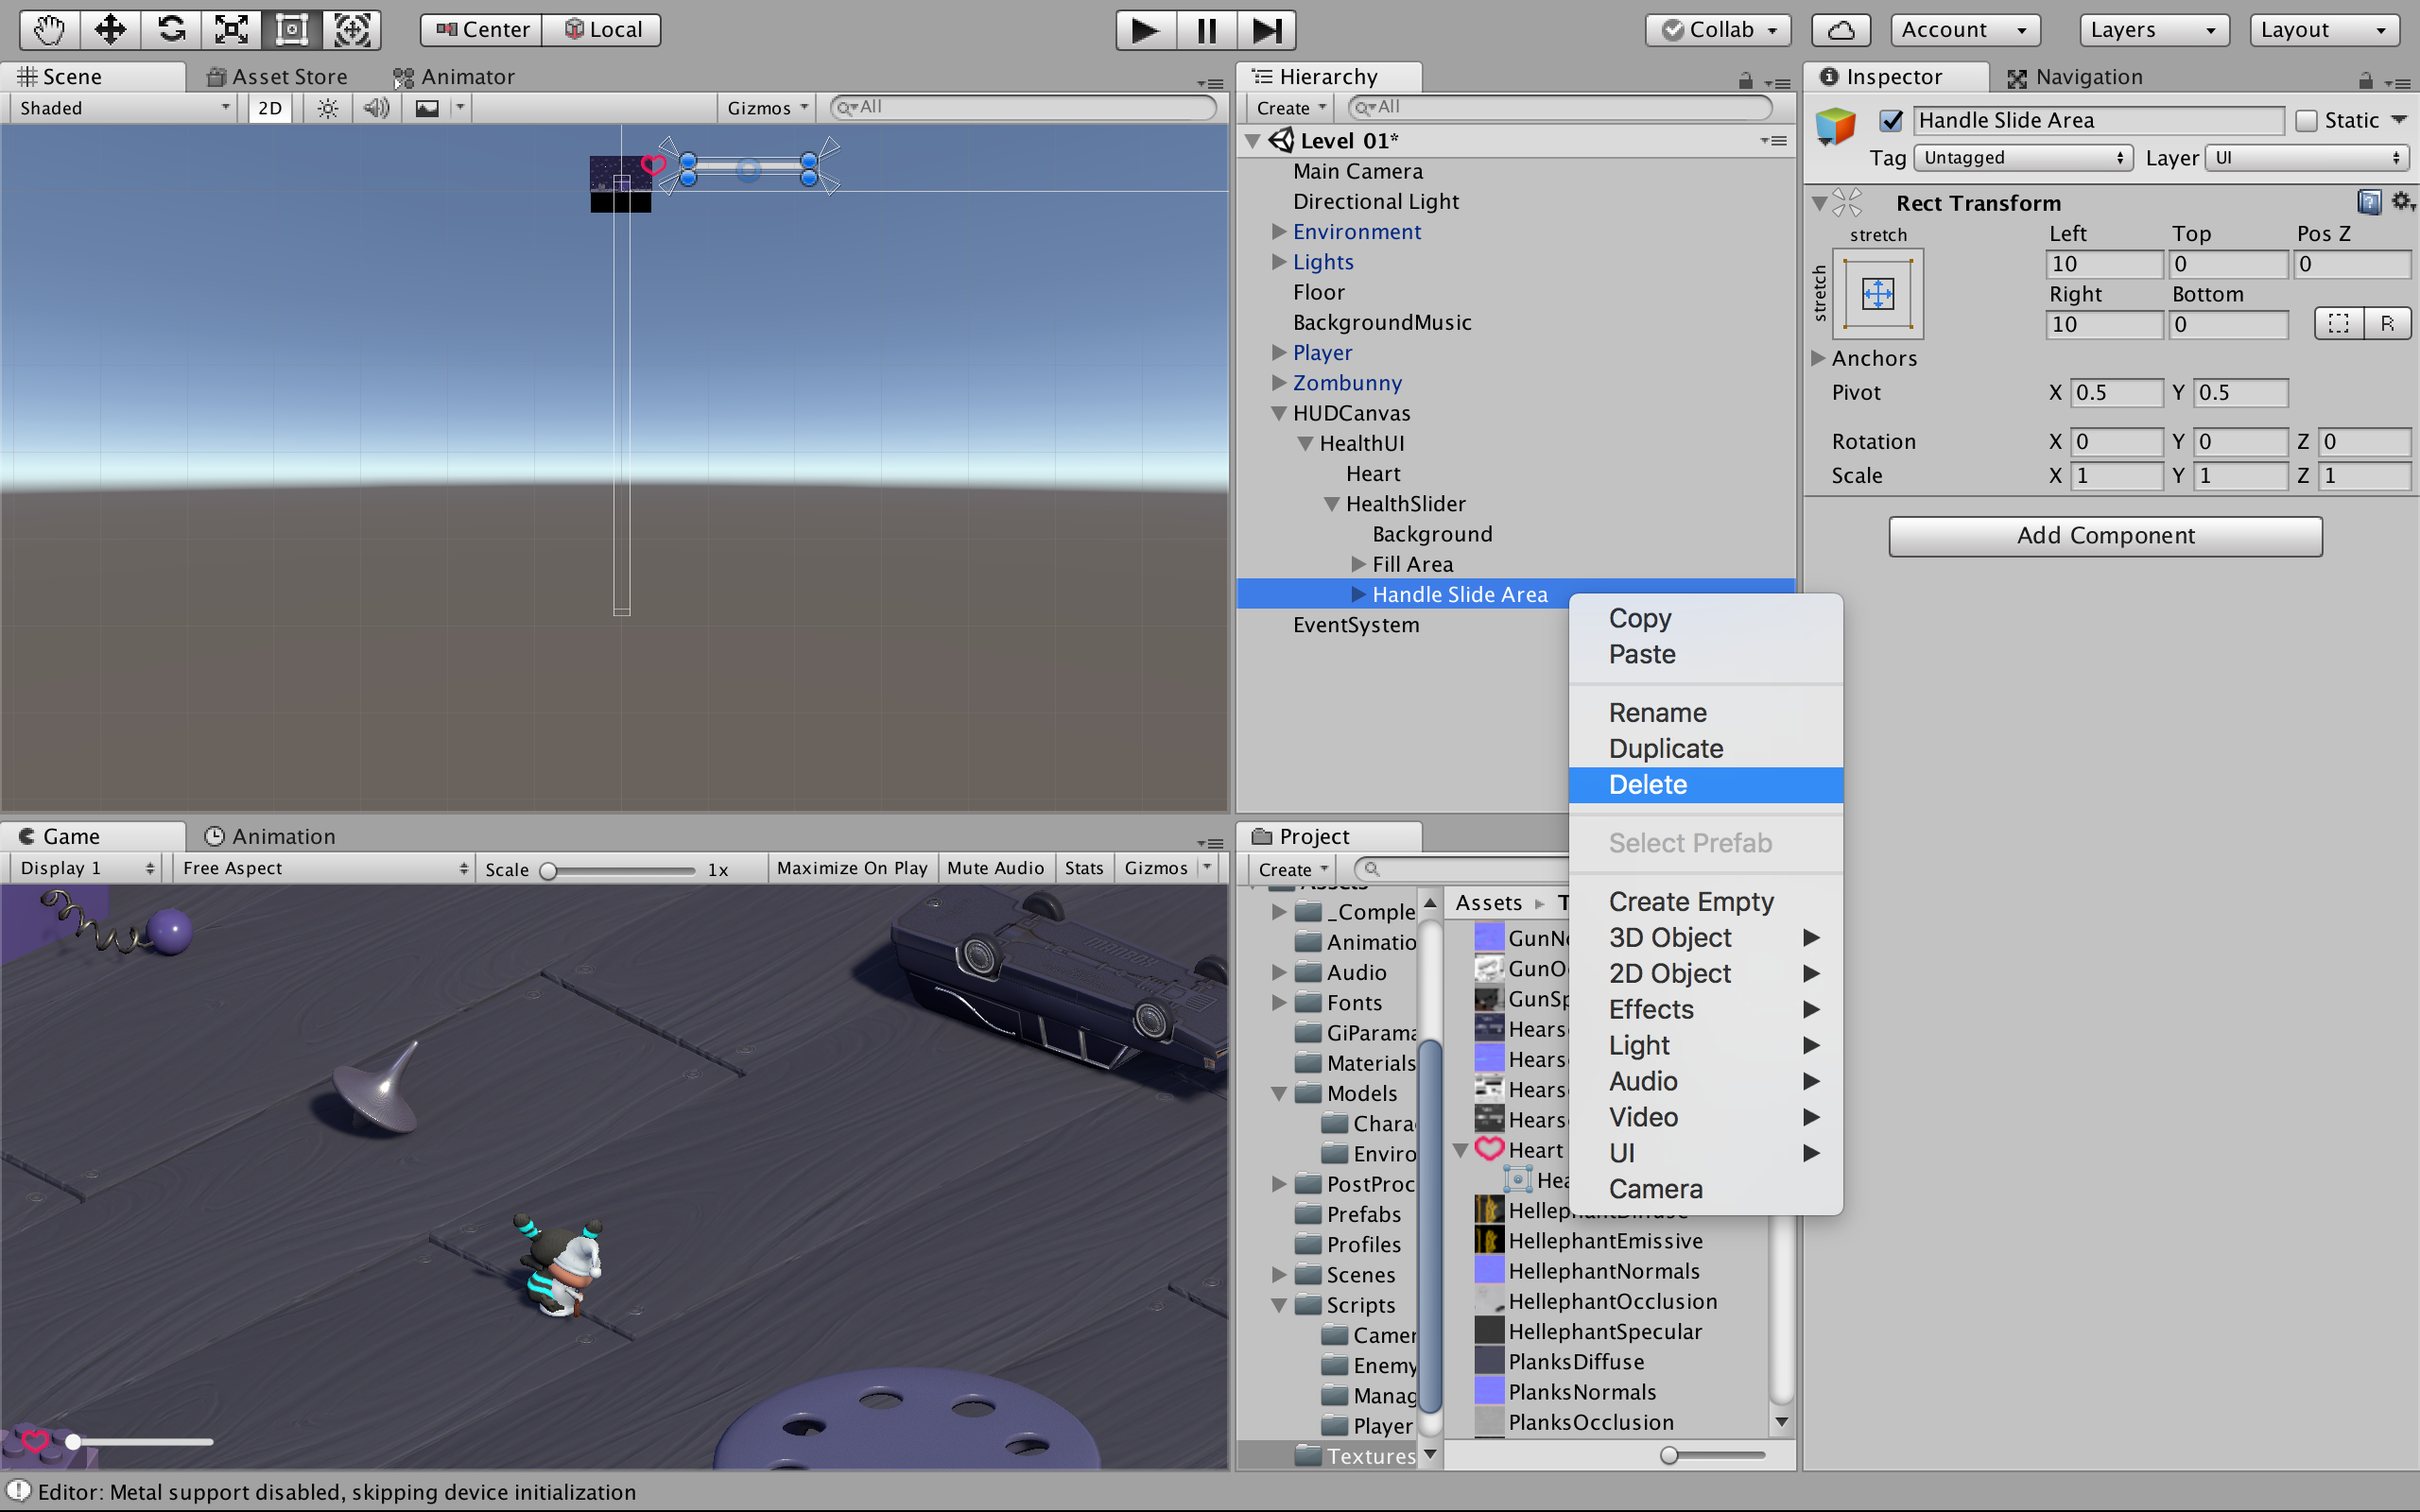 Center Local Collab Account Layers Layout
Scene Asset Store Animator
Shaded 2D Gizmos All
Hierarchy
Create All
Level 01*
Main Camera
Directional Light
Environment
Lights
Floor
BackgroundMusic
Player
Zombunny
HUDCanvas
HealthUI
Heart
HealthSlider
Background
Fill Area
Handle Slide Area
EventSystem
Copy
Paste
Rename
Duplicate
Delete
Select Prefab
Create Empty
3D Object
2D Object
Effects
Light
Audio
Video
UI
Camera
Inspector Navigation
Handle Slide Area Static
Tag Untagged Layer UI
Rect Transform
stretch Left Top Pos Z
stretch
10 0 0
Right Bottom
10 0 R
Anchors
Pivot X 0.5 Y 0.5
Rotation X 0 Y 0 Z 0
Scale X 1 Y 1 Z 1
Add Component
Game Animation
Display 1 Free Aspect Scale 1x Maximize On Play Mute Audio Stats Gizmos
Project
Create
Assets
_Comple
Animatio
Audio
Fonts
GiParama
Materials
Models
Chara
Enviro
PostProc
Prefabs
Profiles
Scenes
Scripts
Camer
Enemy
Manag
Player
Textures
Assets T
GunNo
GunO
GunSp
Hears
Hears
Hears
Hears
Heart
Hea
HellephantDiffuse
HellephantEmissive
HellephantNormals
HellephantOcclusion
HellephantSpecular
PlanksDiffuse
PlanksNormals
PlanksOcclusion
Editor: Metal support disabled, skipping device initialization